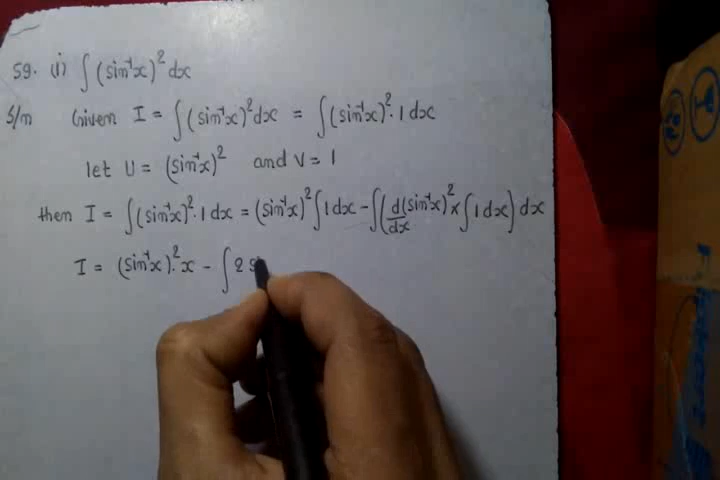 59. (i) ∫ (sin⁻¹x)² dx
S/n Given I = ∫ (sin⁻¹x)² dx = ∫ (sin⁻¹x)² · 1 dx
let U = (sin⁻¹x)² and V = 1
then I = ∫ (sin⁻¹x)² · 1 dx = (sin⁻¹x)² ∫ 1 dx − ∫ (d/dx (sin⁻¹x)² × ∫ 1 dx) dx
I = (sin⁻¹x)² · x − ∫ 2 s